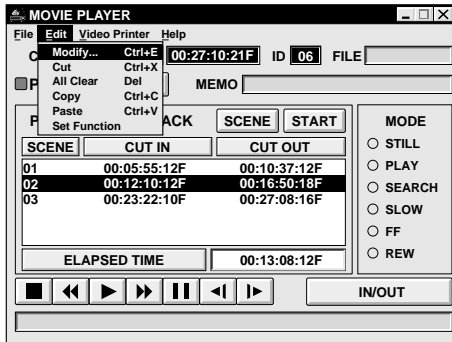 MOVIE PLAYER
File Edit Video Printer Help
C 00:27:10:21F ID 06 FILE
P MEMO
Modify... Ctrl+E
Cut Ctrl+X
All Clear Del
Copy Ctrl+C
Paste Ctrl+V
Set Function
P ACK SCENE START
SCENE CUT IN CUT OUT
01 00:05:55:12F 00:10:37:12F
02 00:12:10:12F 00:16:50:18F
03 00:23:22:10F 00:27:08:16F
ELAPSED TIME 00:13:08:12F
MODE
STILL
PLAY
SEARCH
SLOW
FF
REW
IN/OUT